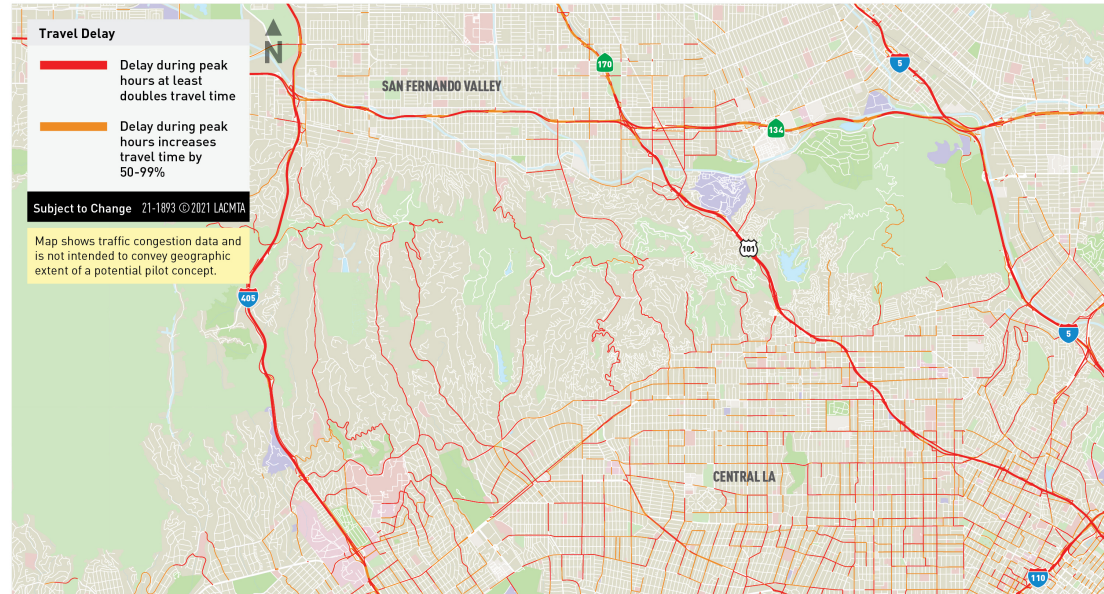 Travel Delay
Delay during peak
hours at least
doubles travel time
Delay during peak
hours increases
travel time by
50-99%
Subject to Change 21-1893 ©2021 LACMTA
Map shows traffic congestion data and
is not intended to convey geographic
extent of a potential pilot concept.
N
SAN FERNANDO VALLEY
170
5
134
101
405
5
CENTRAL LA
110